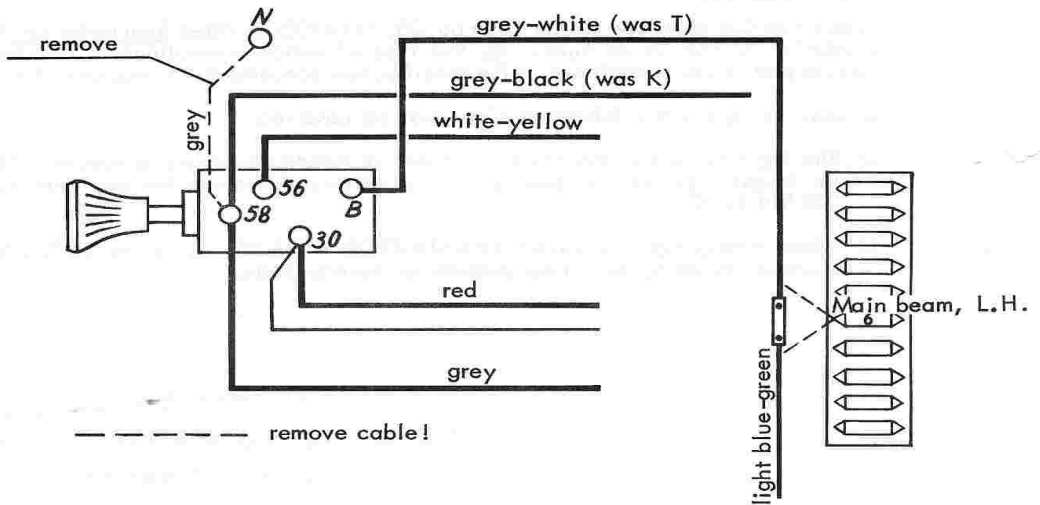 N
grey-white (was T)
remove
grey-black (was K)
grey
white-yellow
56
B
58
30
red
Main beam, L.H.
6
grey
light blue-green
remove cable!